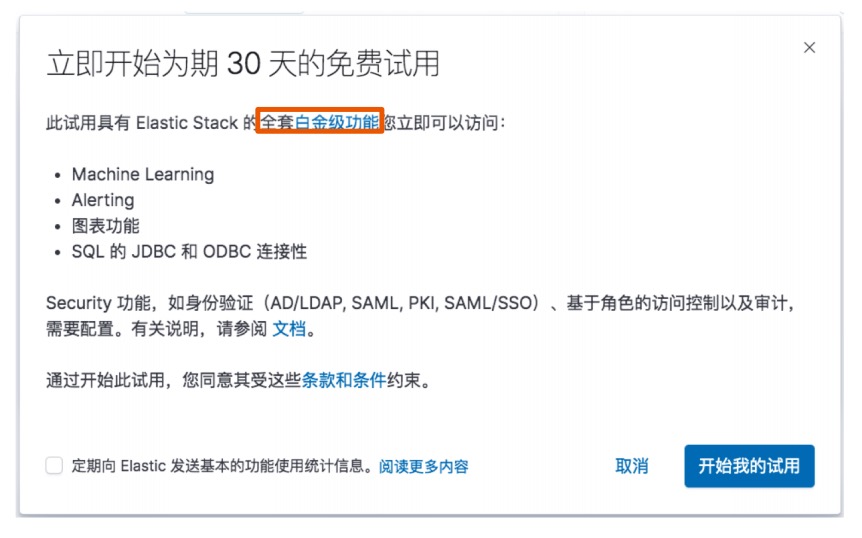 立即开始为期 30 天的免费试用
此试用具有 Elastic Stack 的全套白金级功能您立即可以访问：
• Machine Learning
• Alerting
• 图表功能
• SQL 的 JDBC 和 ODBC 连接性
Security 功能，如身份验证（AD/LDAP, SAML, PKI, SAML/SSO）、基于角色的访问控制以及审计，
需要配置。有关说明，请参阅 文档。
通过开始此试用，您同意其受这些条款和条件约束。
定期向 Elastic 发送基本的功能使用统计信息。阅读更多内容
取消
开始我的试用